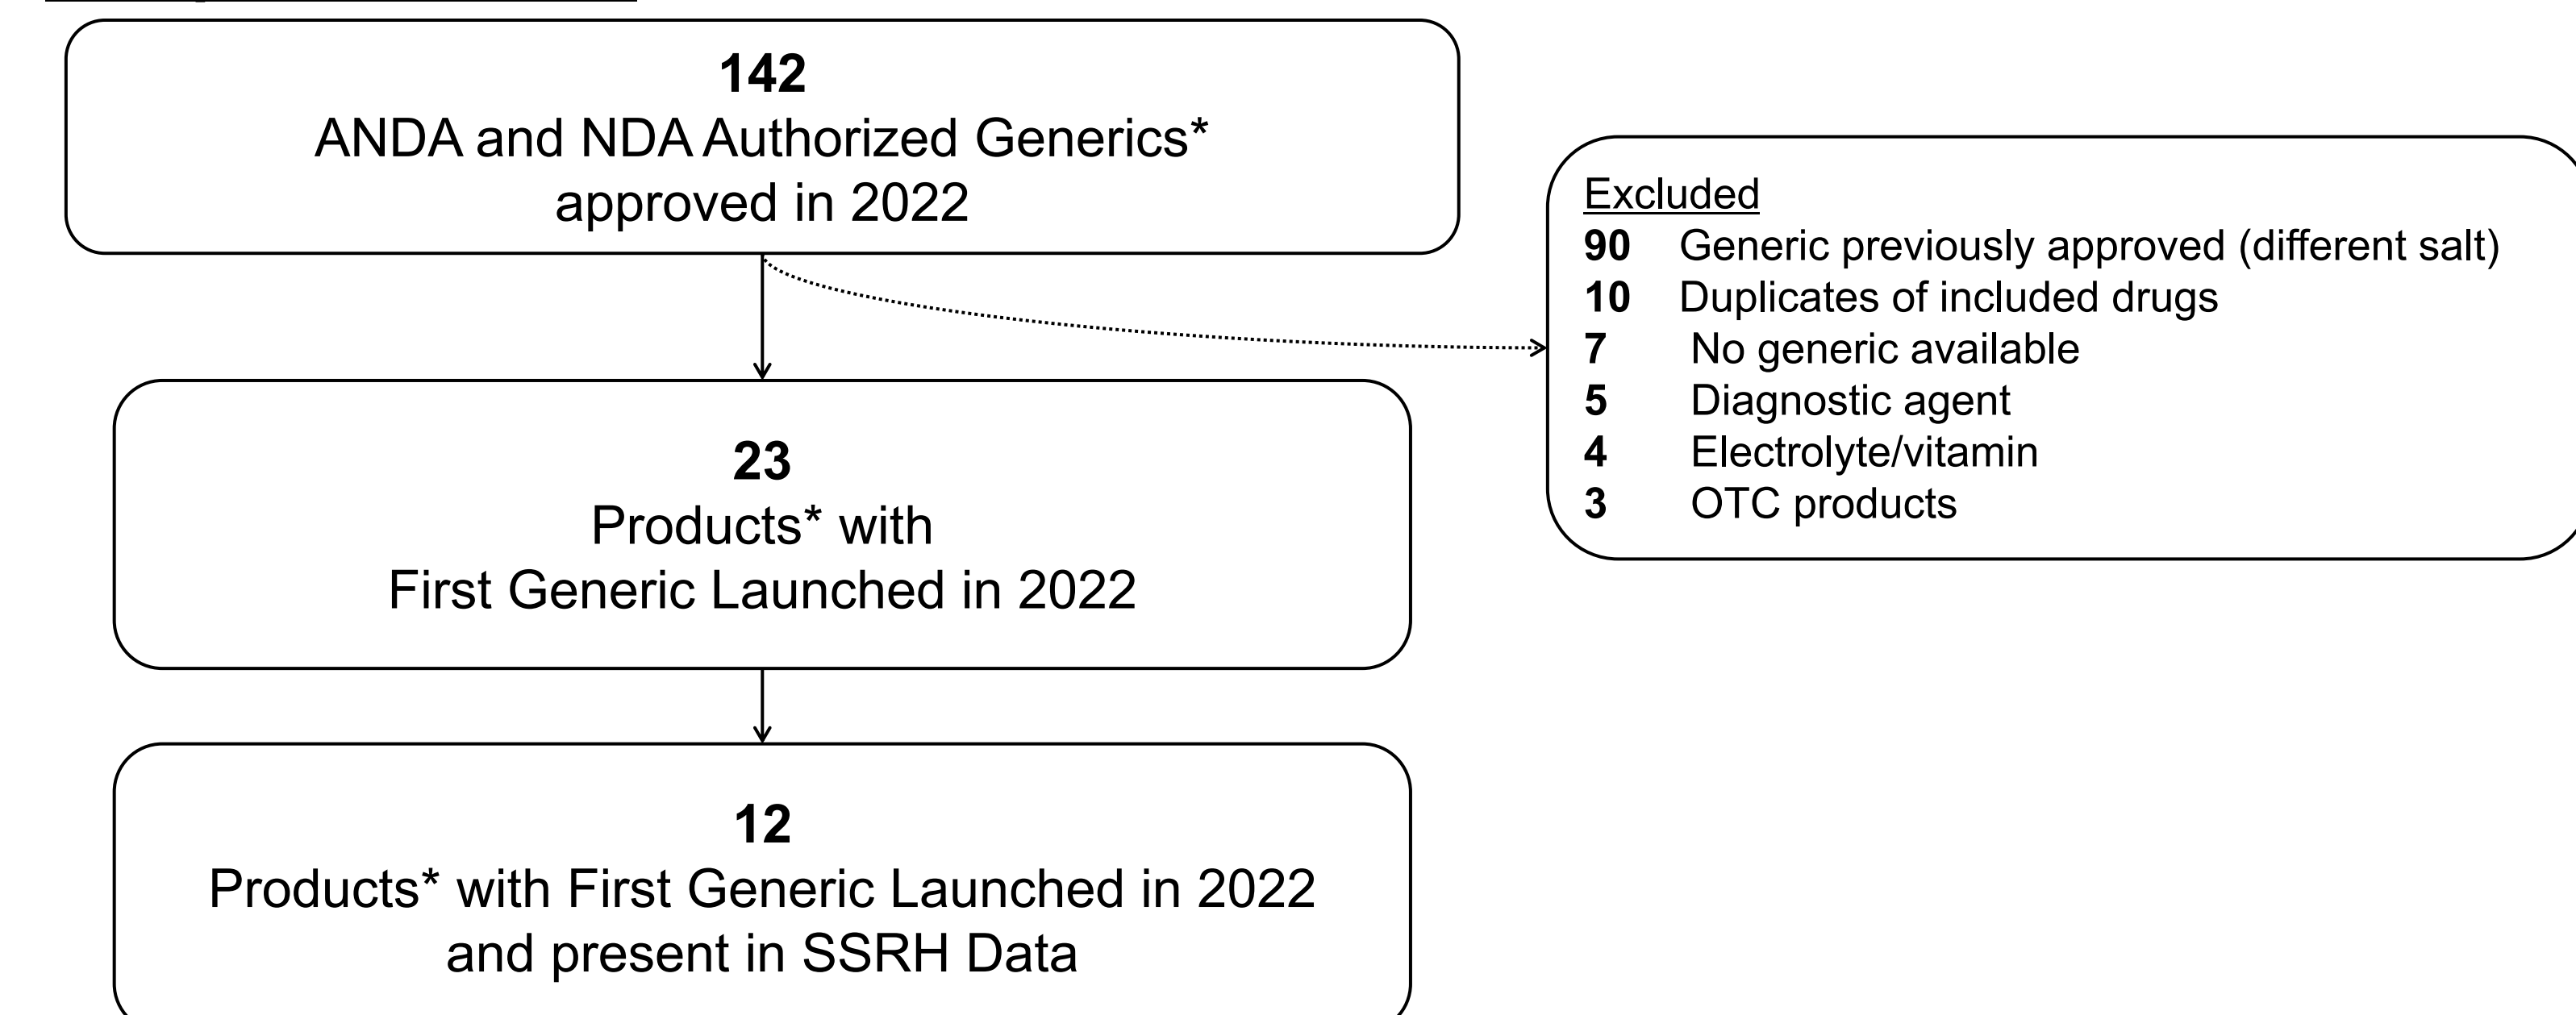 142
ANDA and NDA Authorized Generics*
approved in 2022
Excluded
90 Generic previously approved (different salt)
10 Duplicates of included drugs
7 No generic available
5 Diagnostic agent
4 Electrolyte/vitamin
3 OTC products
23
Products* with
First Generic Launched in 2022
12
Products* with First Generic Launched in 2022
and present in SSRH Data